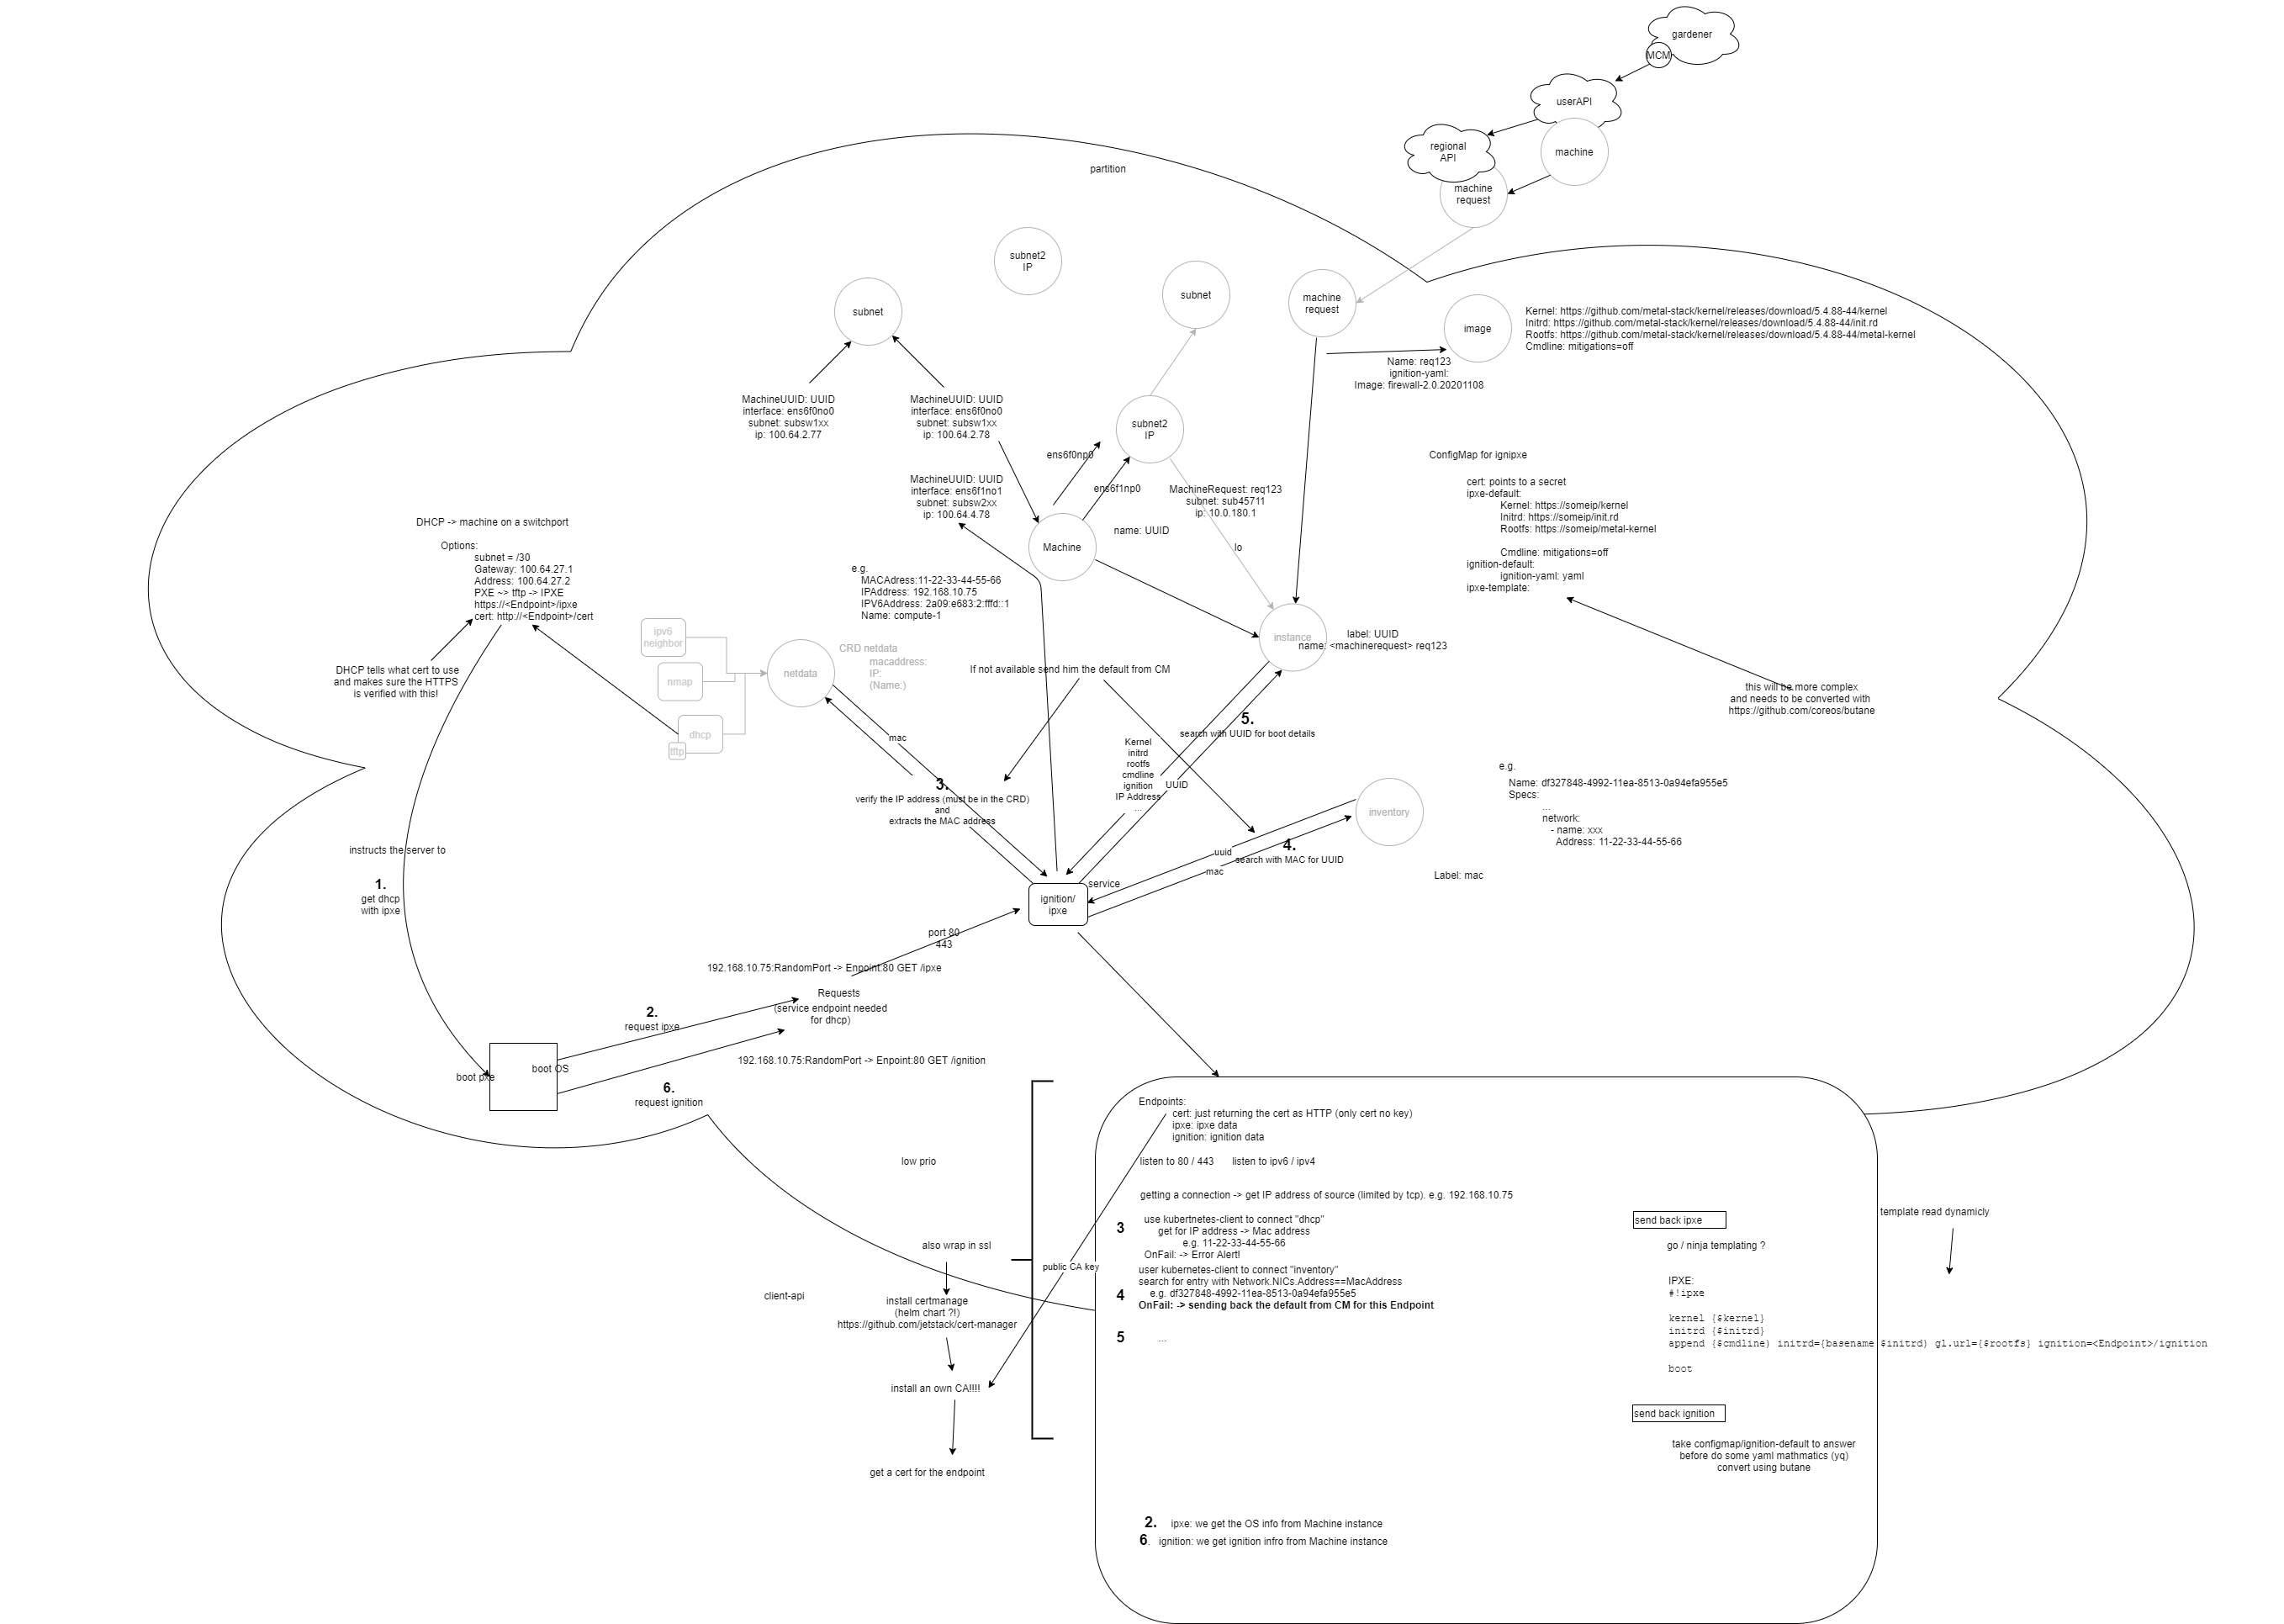 gardener
MCM
userAPI
machine
regional
API
machine
request
partition
subnet2
IP
subnet
subnet
machine
request
image
Kernel: https://github.com/metal-stack/kernel/releases/download/5.4.88-44/kernel
Initrd: https://github.com/metal-stack/kernel/releases/download/5.4.88-44/init.rd
Rootfs: https://github.com/metal-stack/kernel/releases/download/5.4.88-44/metal-kernel
Cmdline: mitigations=off
Name: req123
ignition-yaml:
Image: firewall-2.0.20201108
MachineUUID: UUID
interface: ens6f0no0
subnet: subsw1xx
ip: 100.64.2.77
MachineUUID: UUID
interface: ens6f0no0
subnet: subsw1xx
ip: 100.64.2.78
subnet2
IP
ens6f0np0
ens6f1np0
MachineUUID: UUID
interface: ens6f1no1
subnet: subsw2xx
ip: 100.64.4.78
MachineRequest: req123
subnet: sub45711
ip: 10.0.180.1
name: UUID
lo
Machine
ConfigMap for ignipxe
cert: points to a secret
ipxe-default:
Kernel: https://someip/kernel
Initrd: https://someip/init.rd
Rootfs: https://someip/metal-kernel
Cmdline: mitigations=off
ignition-default:
ignition-yaml: yaml
ipxe-template:
DHCP -> machine on a switchport
Options:
subnet = /30
Gateway: 100.64.27.1
Address: 100.64.27.2
PXE ~> tftp -> IPXE
https://<Endpoint>/ipxe
cert: http://<Endpoint>/cert
e.g.
MACAdress:11-22-33-44-55-66
IPAddress: 192.168.10.75
IPV6Address: 2a09:e683:2:fffd::1
Name: compute-1
ipv6
neighbor
nmap
dhcp
tftp
netdata
CRD netdata
macaddress:
IP:
(Name:)
DHCP tells what cert to use
and makes sure the HTTPS
is verified with this!
If not available send him the default from CM
instance
label: UUID
name: <machinerequest> req123
this will be more complex
and needs to be converted with
https://github.com/coreos/butane
5.
search with UUID for boot details
mac
Kernel
initrd
rootfs
cmdline
ignition
IP Address
...
UUID
3.
verify the IP address (must be in the CRD)
and
extracts the MAC address
inventory
e.g.
Name: df327848-4992-11ea-8513-0a94efa955e5
Specs:
...
network:
- name: xxx
Address: 11-22-33-44-55-66
Label: mac
4.
search with MAC for UUID
uuid
mac
instructs the server to
1.
get dhcp
with ipxe
service
ignition/
ipxe
port 80
443
192.168.10.75:RandomPort -> Enpoint:80 GET /ipxe
Requests
(service endpoint needed
for dhcp)
2.
request ipxe
192.168.10.75:RandomPort -> Enpoint:80 GET /ignition
boot pxe
boot OS
6.
request ignition
low prio
also wrap in ssl
client-api
install certmanage
(helm chart ?!)
https://github.com/jetstack/cert-manager
install an own CA!!!!
get a cert for the endpoint
public CA key
Endpoints:
cert: just returning the cert as HTTP (only cert no key)
ipxe: ipxe data
ignition: ignition data
listen to 80 / 443 listen to ipv6 / ipv4
getting a connection -> get IP address of source (limited by tcp). e.g. 192.168.10.75
3
use kubertnetes-client to connect "dhcp"
get for IP address -> Mac address
e.g. 11-22-33-44-55-66
OnFail: -> Error Alert!
user kubernetes-client to connect "inventory"
search for entry with Network.NICs.Address==MacAddress
4
e.g. df327848-4992-11ea-8513-0a94efa955e5
OnFail: -> sending back the default from CM for this Endpoint
5
...
send back ipxe
go / ninja templating ?
IPXE:
#!ipxe
kernel {$kernel}
initrd {$initrd}
append {$cmdline} initrd={basename $initrd} gl.url={$rootfs} ignition=<Endpoint>/ignition
boot
template read dynamicly
send back ignition
take configmap/ignition-default to answer
before do some yaml mathmatics (yq)
convert using butane
2. ipxe: we get the OS info from Machine instance
6. ignition: we get ignition infro from Machine instance